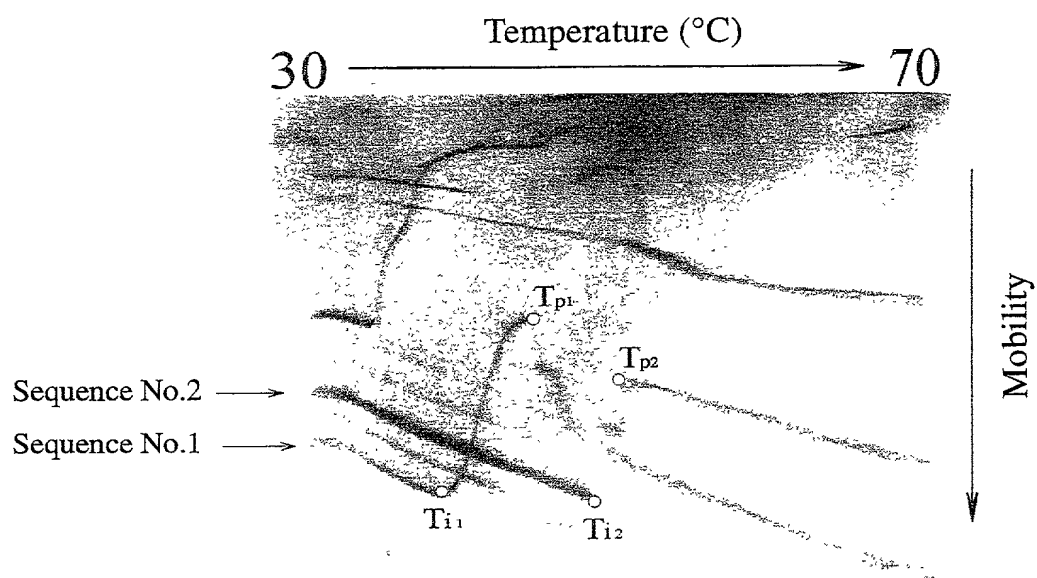 Temperature (°C)
30
70
Tp1
Tp2
Sequence No.2
Sequence No.1
Ti1
Ti2
Mobility